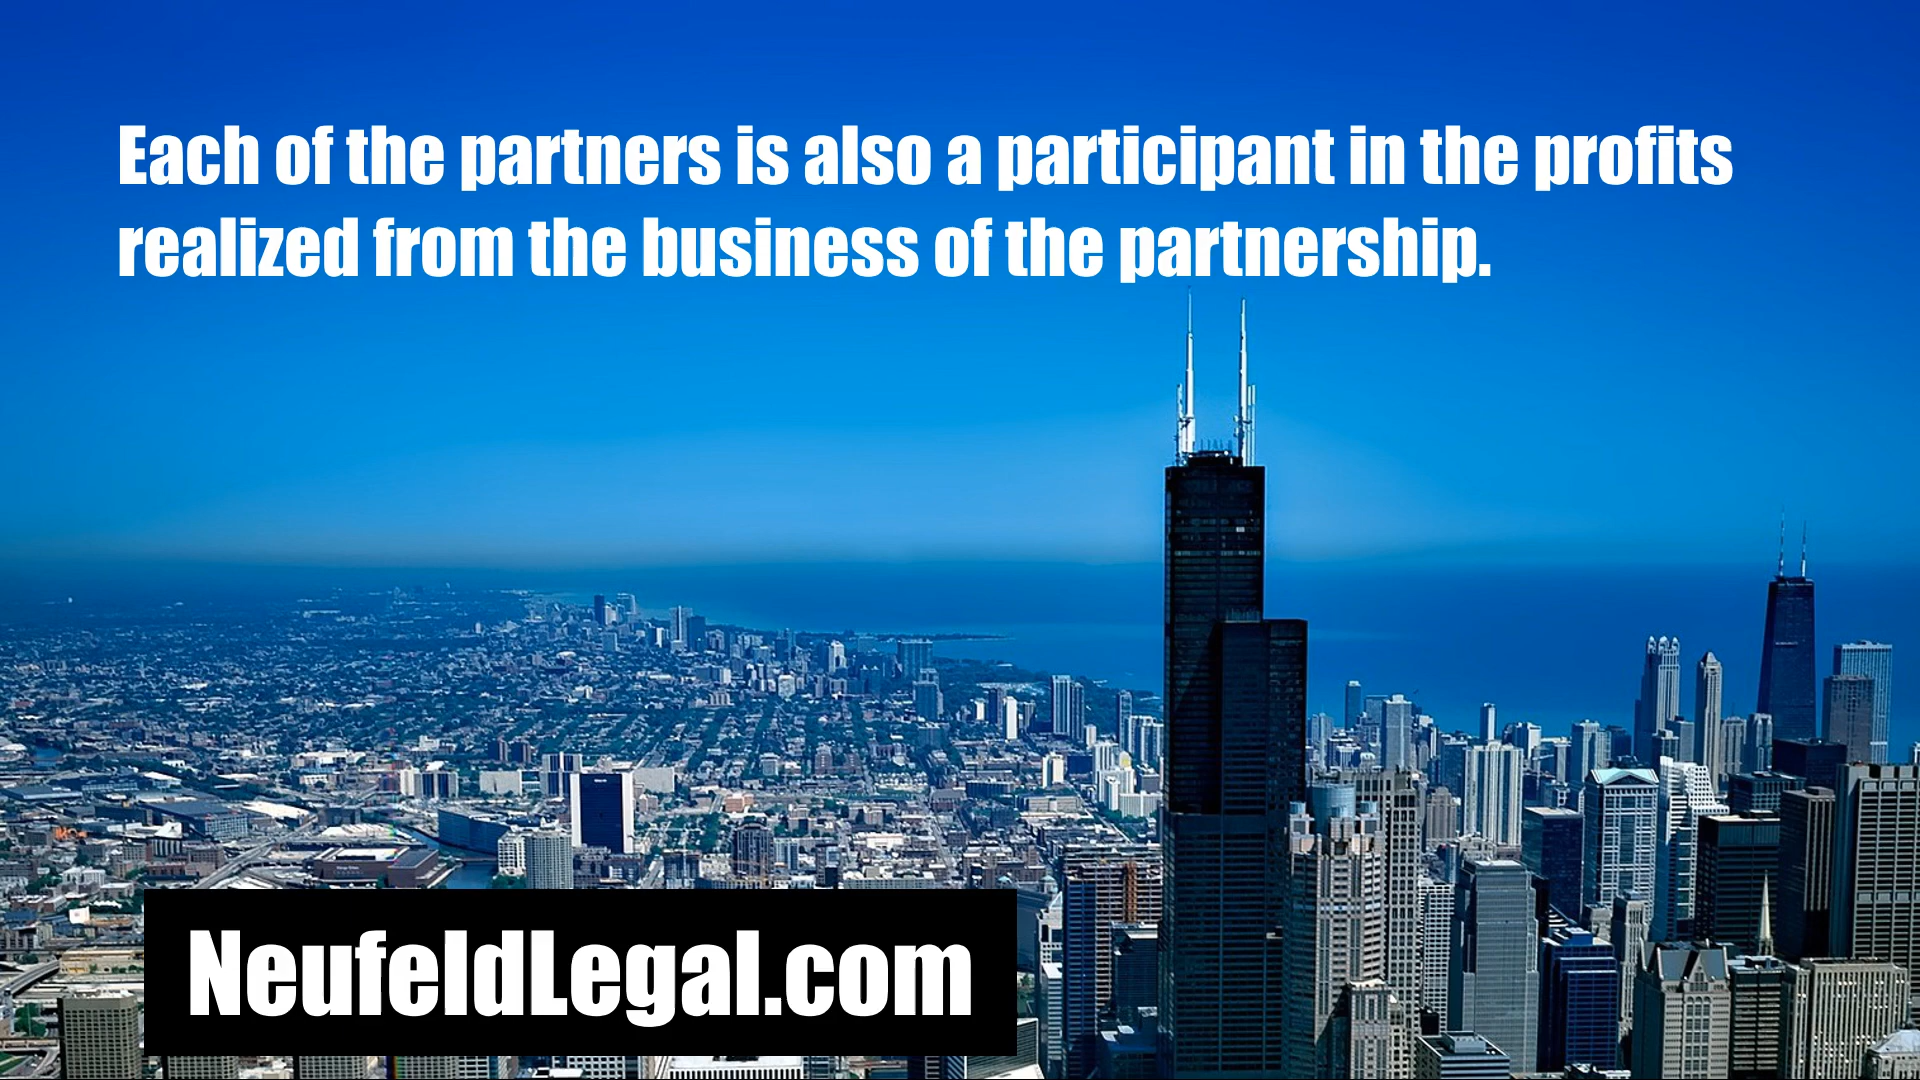 Each of the partners is also a participant in the profits
realized from the business of the partnership.
NeufeldLegal.com